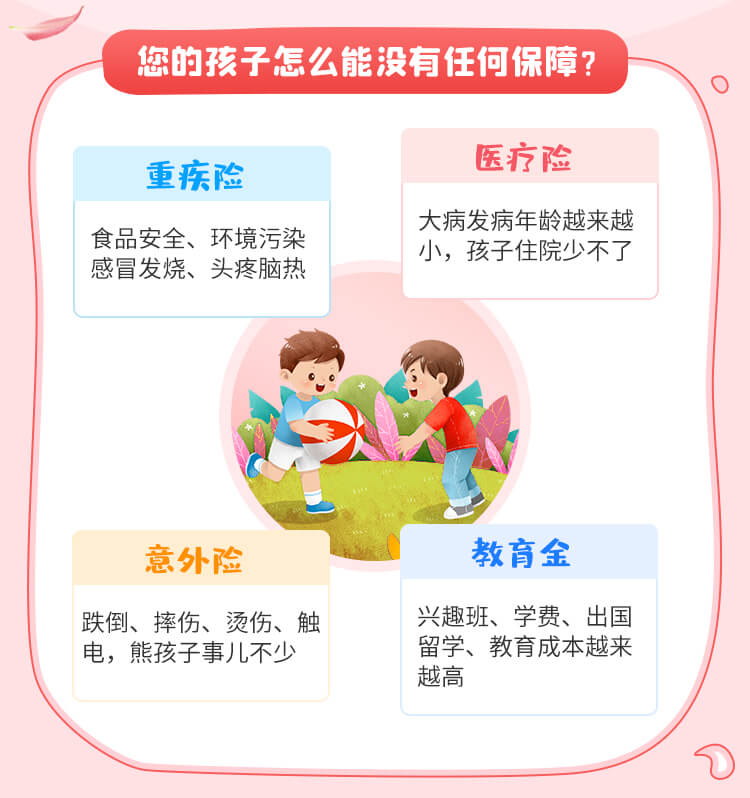 您的孩子怎么能没有任何保障?
重疾险
食品安全、环境污染
感冒发烧、头疼脑热
医疗险
大病发病年龄越来越
小，孩子住院少不了
意外险
跌倒、摔伤、烫伤、触
电，熊孩子事儿不少
教育金
兴趣班、学费、出国
留学、教育成本越来
越高